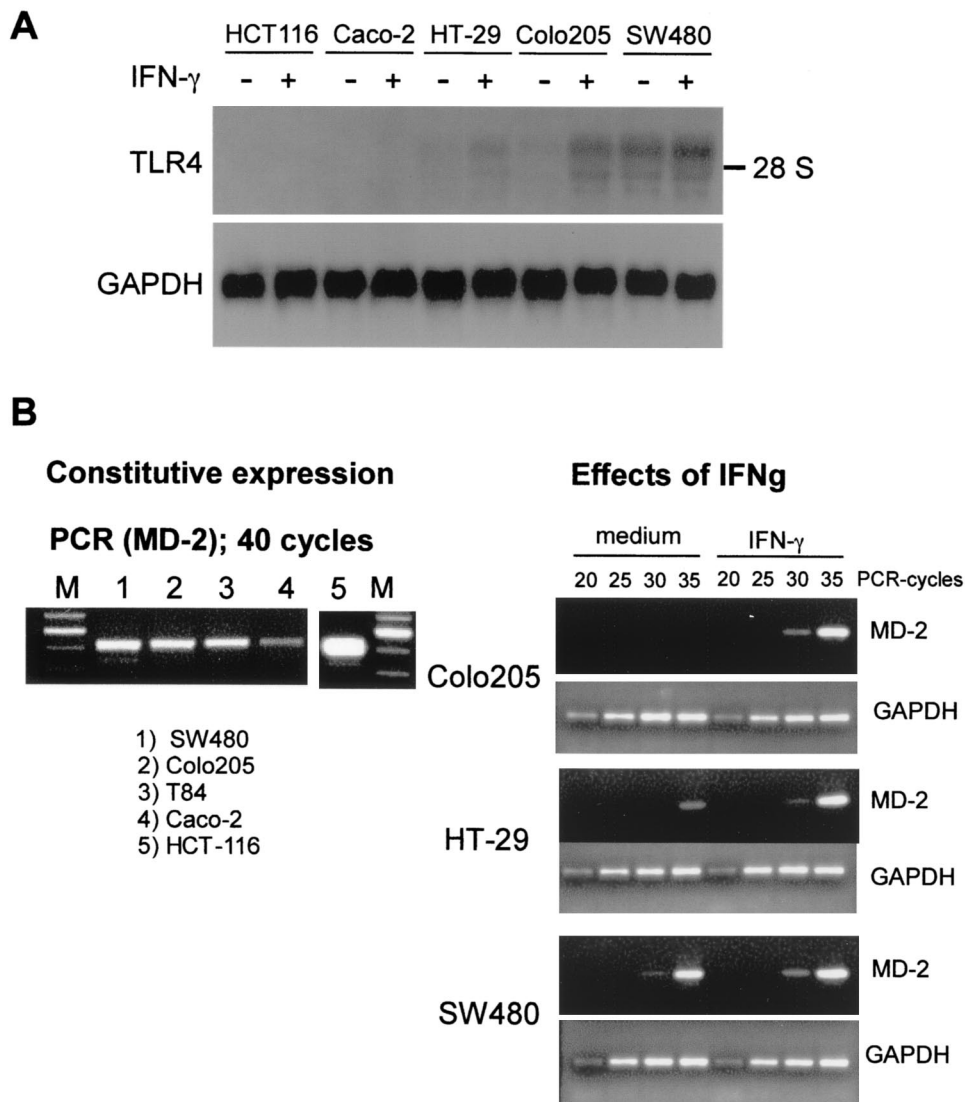 A
HCT116 Caco-2 HT-29 Colo205 SW480
IFN-γ - + - + - + - + - +
TLR4
28 S
GAPDH
B
Constitutive expression
PCR (MD-2); 40 cycles
M 1 2 3 4 5 M
1) SW480
2) Colo205
3) T84
4) Caco-2
5) HCT-116
Effects of IFNg
medium IFN-γ
20 25 30 35 20 25 30 35 PCR-cycles
MD-2
Colo205
GAPDH
MD-2
HT-29
GAPDH
MD-2
SW480
GAPDH